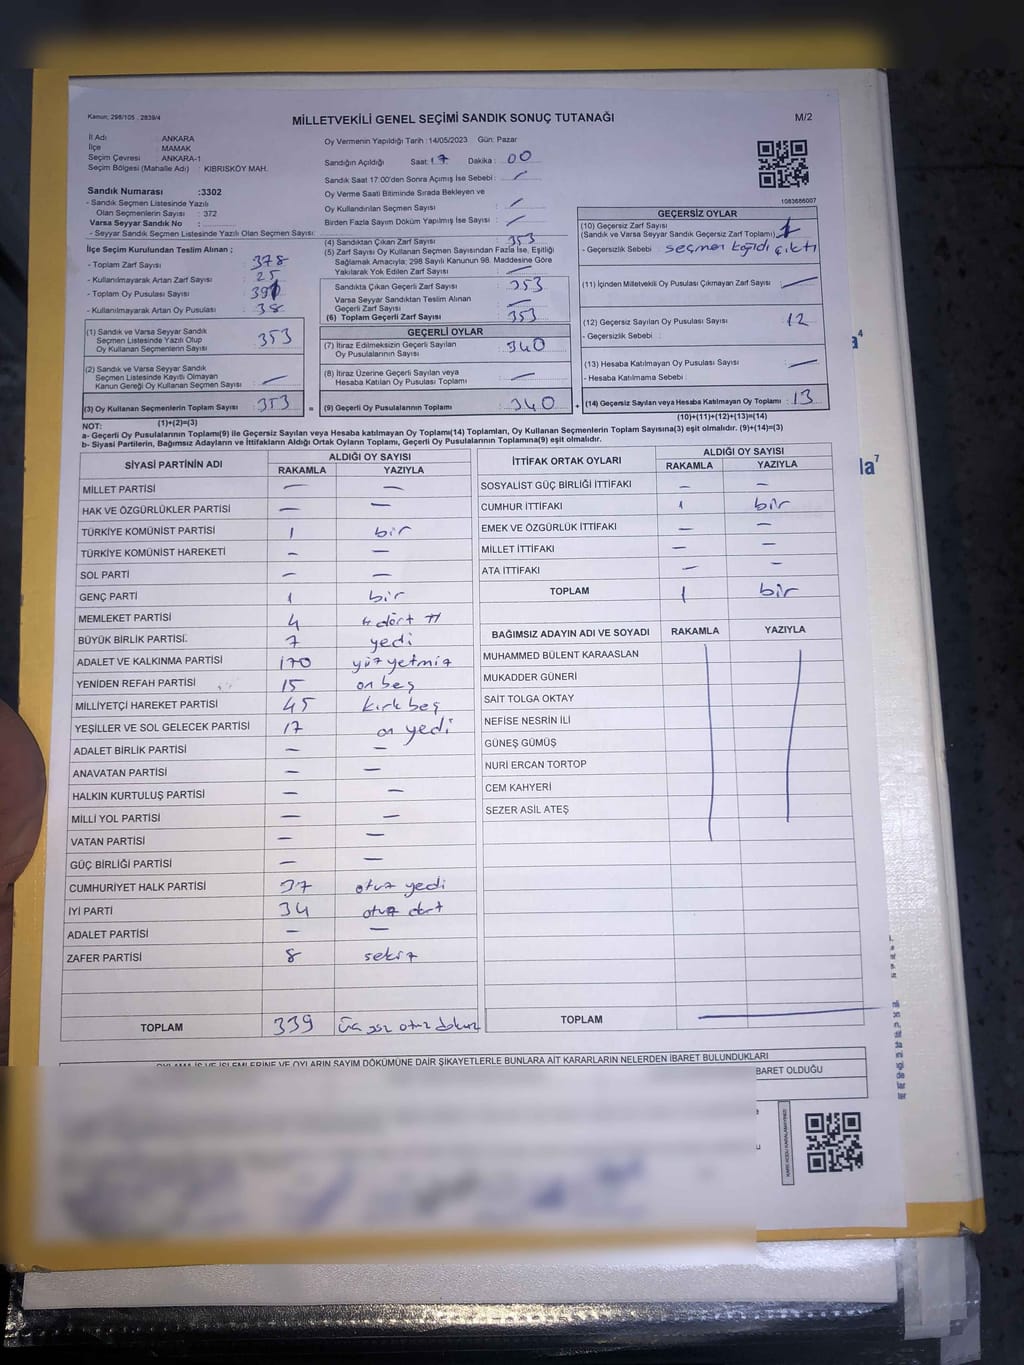 Kanun; 298/105 , 2839/4
MİLLETVEKİLİ GENEL SEÇİMİ SANDIK SONUÇ TUTANAĞI
M/2
İl Adı : ANKARA
İlçe : MAMAK
Seçim Çevresi : ANKARA-1
Seçim Bölgesi (Mahalle Adı) : KIBRISKÖY MAH.
Oy Vermenin Yapıldığı Tarih :14/05/2023 Gün: Pazar
Sandığın Açıldığı Saat: 17 Dakika : 00
Sandık Saat 17:00'den Sonra Açımış İse Sebebi : –
Oy Verme Saati Bitiminde Sırada Bekleyen ve
Oy Kullandırılan Seçmen Sayısı : –
Birden Fazla Sayım Döküm Yapılmış İse Sayısı : –
1083686007
Sandık Numarası :3302
- Sandık Seçmen Listesinde Yazılı
Olan Seçmenlerin Sayısı : 372
Varsa Seyyar Sandık No :
- Seyyar Sandık Seçmen Listesinde Yazılı Olan Seçmen Sayısı:
İlçe Seçim Kurulundan Teslim Alınan ;
- Toplam Zarf Sayısı : 378
- Kullanılmayarak Artan Zarf Sayısı : 25
- Toplam Oy Pusulası Sayısı : 391
- Kullanılmayarak Artan Oy Pusulası : 38
(1) Sandık ve Varsa Seyyar Sandık
Seçmen Listesinde Yazılı Olup
Oy Kullanan Seçmenlerin Sayısı : 353
(2) Sandık ve Varsa Seyyar Sandık
Seçmen Listesinde Kayıtlı Olmayan
Kanun Gereği Oy Kullanan Seçmen Sayısı : –
(3) Oy Kullanan Seçmenlerin Toplam Sayısı : 353
(1)+(2)=(3)
(4) Sandıktan Çıkan Zarf Sayısı : 353
(5) Zarf Sayısı Oy Kullanan Seçmen Sayısından Fazla İse, Eşitliği
Sağlamak Amacıyla; 298 Sayılı Kanunun 98. Maddesine Göre
Yakılarak Yok Edilen Zarf Sayısı : –
Sandıkta Çıkan Geçerli Zarf Sayısı : 353
Varsa Seyyar Sandıktan Teslim Alınan
Geçerli Zarf Sayısı : –
(6) Toplam Geçerli Zarf Sayısı : 353
GEÇERLİ OYLAR
(7) İtiraz Edilmeksizin Geçerli Sayılan
Oy Pusulalarının Sayısı : 340
(8) İtiraz Üzerine Geçerli Sayılan veya
Hesaba Katılan Oy Pusulası Toplamı : –
= (9) Geçerli Oy Pusulalarının Toplamı : 340
GEÇERSİZ OYLAR
(10) Geçersiz Zarf Sayısı
(Sandık ve Varsa Seyyar Sandık Geçersiz Zarf Toplamı) : 1
- Geçersizlik Sebebi : seçmen kağıdı çıktı
(11) İçinden Milletvekili Oy Pusulası Çıkmayan Zarf Sayısı : –
(12) Geçersiz Sayılan Oy Pusulası Sayısı : 12
- Geçersizlik Sebebi :
(13) Hesaba Katılmayan Oy Pusulası Sayısı : –
- Hesaba Katılmama Sebebi :
+ (14) Geçersiz Sayılan veya Hesaba Katılmayan Oy Toplamı : 13
(10)+(11)+(12)+(13)=(14)
NOT:
a- Geçerli Oy Pusulalarının Toplamı(9) ile Geçersiz Sayılan veya Hesaba Katılmayan Oy Toplamı(14) Toplamları, Oy Kullanan Seçmenlerin Toplam Sayısına(3) eşit olmalıdır. (9)+(14)=(3)
b- Siyasi Partilerin, Bağımsız Adayların ve İttifakların Aldığı Ortak Oyların Toplamı, Geçerli Oy Pusulalarının Toplamına(9) eşit olmalıdır.
SİYASİ PARTİNİN ADI ALDIĞI OY SAYISI
RAKAMLA YAZIYLA
MİLLET PARTİSİ – –
HAK VE ÖZGÜRLÜKLER PARTİSİ – –
TÜRKİYE KOMÜNİST PARTİSİ 1 bir
TÜRKİYE KOMÜNİST HAREKETİ – –
SOL PARTİ – –
GENÇ PARTİ 1 bir
MEMLEKET PARTİSİ 4 dört
BÜYÜK BİRLİK PARTİSİ 7 yedi
ADALET VE KALKINMA PARTİSİ 170 yüz yetmiş
YENİDEN REFAH PARTİSİ 15 on beş
MİLLİYETÇİ HAREKET PARTİSİ 45 kırk beş
YEŞİLLER VE SOL GELECEK PARTİSİ 17 on yedi
ADALET BİRLİK PARTİSİ – –
ANAVATAN PARTİSİ – –
HALKIN KURTULUŞ PARTİSİ – –
MİLLİ YOL PARTİSİ – –
VATAN PARTİSİ – –
GÜÇ BİRLİĞİ PARTİSİ – –
CUMHURİYET HALK PARTİSİ 37 otuz yedi
İYİ PARTİ 34 otuz dört
ADALET PARTİSİ – –
ZAFER PARTİSİ 8 sekiz
TOPLAM 339 üç yüz otuz dokuz
İTTİFAK ORTAK OYLARI ALDIĞI OY SAYISI
RAKAMLA YAZIYLA
SOSYALİST GÜÇ BİRLİĞİ İTTİFAKI – –
CUMHUR İTTİFAKI 1 bir
EMEK VE ÖZGÜRLÜK İTTİFAKI – –
MİLLET İTTİFAKI – –
ATA İTTİFAKI – –
TOPLAM 1 bir
BAĞIMSIZ ADAYIN ADI VE SOYADI RAKAMLA YAZIYLA
MUHAMMED BÜLENT KARAASLAN
MUKADDER GÜNERİ
SAİT TOLGA OKTAY
NEFİSE NESRİN İLİ
GÜNEŞ GÜMÜŞ
NURİ ERCAN TORTOP
CEM KAHYERİ
SEZER ASİL ATEŞ
TOPLAM
OYLAMA İŞ VE İŞLEMLERİNE VE OYLARIN SAYIM DÖKÜMÜNE DAİR ŞİKAYETLERLE BUNLARA AİT KARARLARIN NELERDEN İBARET BULUNDUKLARI
BARET OLDUĞU